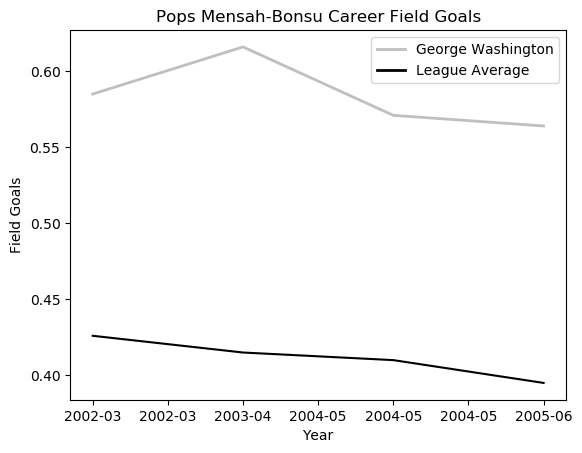 Pops Mensah-Bonsu Career Field Goals
George Washington
League Average
0.60
0.55
0.50
0.45
0.40
Field Goals
2002-03 2002-03 2003-04 2004-05 2004-05 2004-05 2005-06
Year